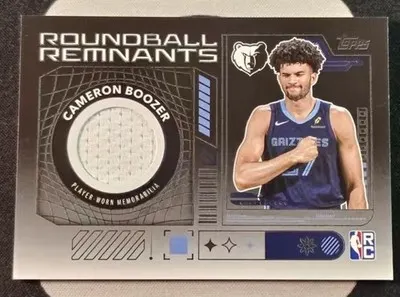 ROUNDBALL
REMNANTS
CAMERON BOOZER
PLAYER-WORN MEMORABILIA
Topps
GRIZZLIES
RC